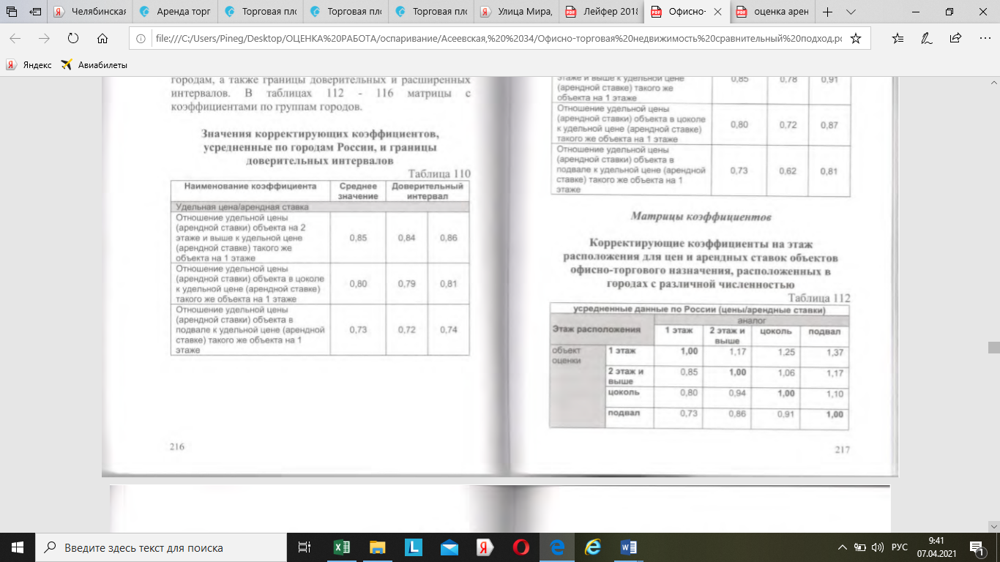 Челябинская
Аренда торг
Торговая пло
Торговая пло
Торговая пло
Улица Мира,
Лейфер 2018
Офисно-
оценка арен
file:///C:/Users/Pineg/Desktop/ОЦЕНКА%20РАБОТА/оспаривание/Асеевская,%20%2034/Офисно-торговая%20недвижимость%20сравнительный%20подход.pd
Яндекс
Авиабилеты
городам, а также границы доверительных и расширенных
интервалов. В таблицах 112 - 116 матрицы с
коэффициентами по группам городов.
Значения корректирующих коэффициентов,
усредненные по городам России, и границы
доверительных интервалов
Таблица 110
Наименование коэффициента Среднее значение Доверительный интервал
Удельная цена/арендная ставка
Отношение удельной цены
(арендной ставки) объекта на 2
этаже и выше к удельной цене
(арендной ставке) такого же
объекта на 1 этаже
0,85 0,84 0,86
Отношение удельной цены
(арендной ставки) объекта в цоколе
к удельной цене (арендной ставке)
такого же объекта на 1 этаже
0,80 0,79 0,81
Отношение удельной цены
(арендной ставки) объекта в
подвале к удельной цене (арендной
ставке) такого же объекта на 1
этаже
0,73 0,72 0,74
216
этаже и выше к удельной цене
(арендной ставке) такого же
объекта на 1 этаже
0,85 0,78 0,91
Отношение удельной цены
(арендной ставки) объекта в цоколе
к удельной цене (арендной ставке)
такого же объекта на 1 этаже
0,80 0,72 0,87
Отношение удельной цены
(арендной ставки) объекта в
подвале к удельной цене (арендной
ставке) такого же объекта на 1
этаже
0,73 0,62 0,81
Матрицы коэффициентов
Корректирующие коэффициенты на этаж
расположения для цен и арендных ставок объектов
офисно-торгового назначения, расположенных в
городах с различной численностью
Таблица 112
усредненные данные по России (цены/арендные ставки)
Этаж расположения
аналог
1 этаж 2 этаж и выше цоколь подвал
объект оценки
1 этаж 1,00 1,17 1,25 1,37
2 этаж и выше 0,85 1,00 1,06 1,17
цоколь 0,80 0,94 1,00 1,10
подвал 0,73 0,86 0,91 1,00
217
Введите здесь текст для поиска
РУС
9:41
07.04.2021
1